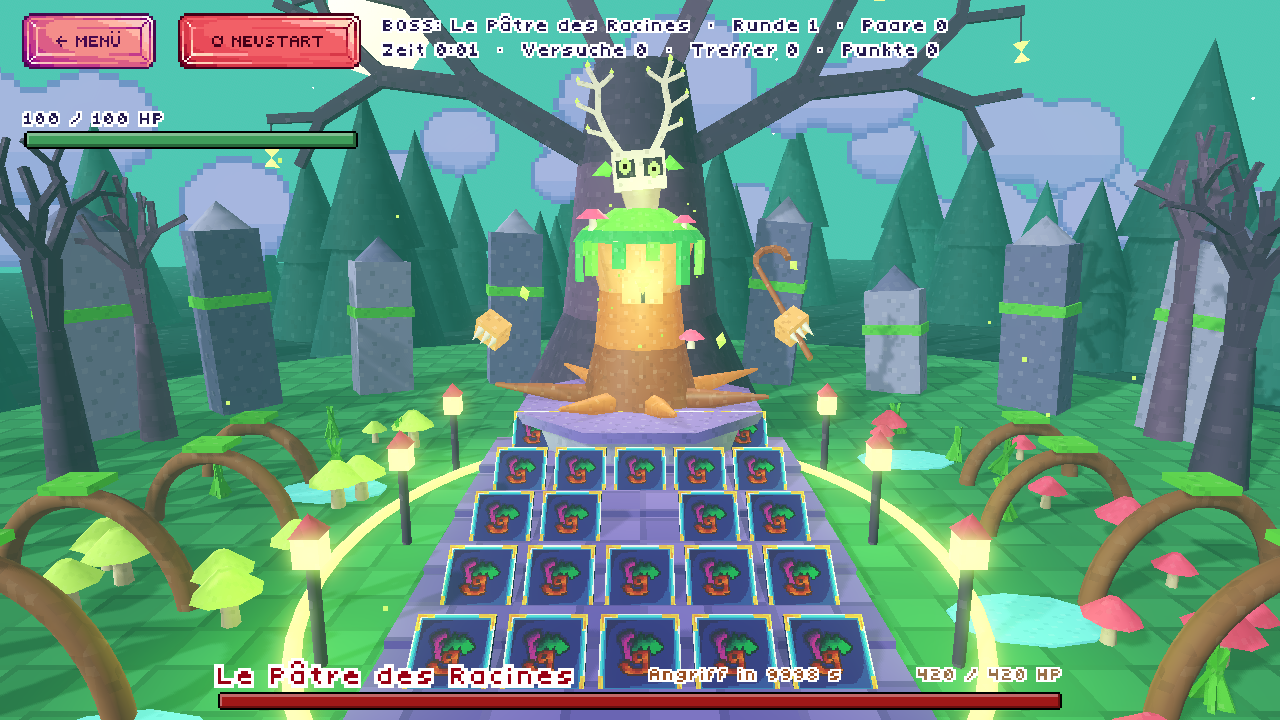 ← MENÜ
↻ NEUSTART
BOSS: Le Pâtre des Racines · Runde 1 · Paare 0
Zeit 0:01 · Versuche 0 · Treffer 0 · Punkte 0
100 / 100 HP
Le Pâtre des Racines
Angriff in 9998 s
420 / 420 HP